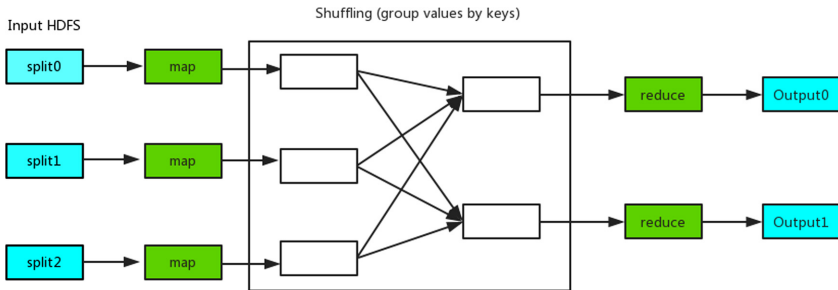 Shuffling (group values by keys)
Input HDFS
split0
map
reduce
Output0
split1
map
reduce
Output1
split2
map